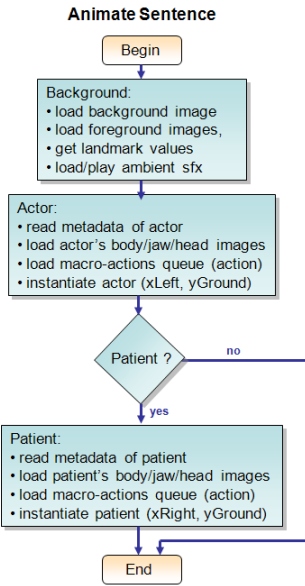 Animate Sentence
Begin
Background:
• load background image
• load foreground images,
• get landmark values
• load/play ambient sfx
Actor:
• read metadata of actor
• load actor's body/jaw/head images
• load macro-actions queue (action)
• instantiate actor (xLeft, yGround)
Patient ?
no
yes
Patient:
• read metadata of patient
• load patient's body/jaw/head images
• load macro-actions queue (action)
• instantiate patient (xRight, yGround)
End